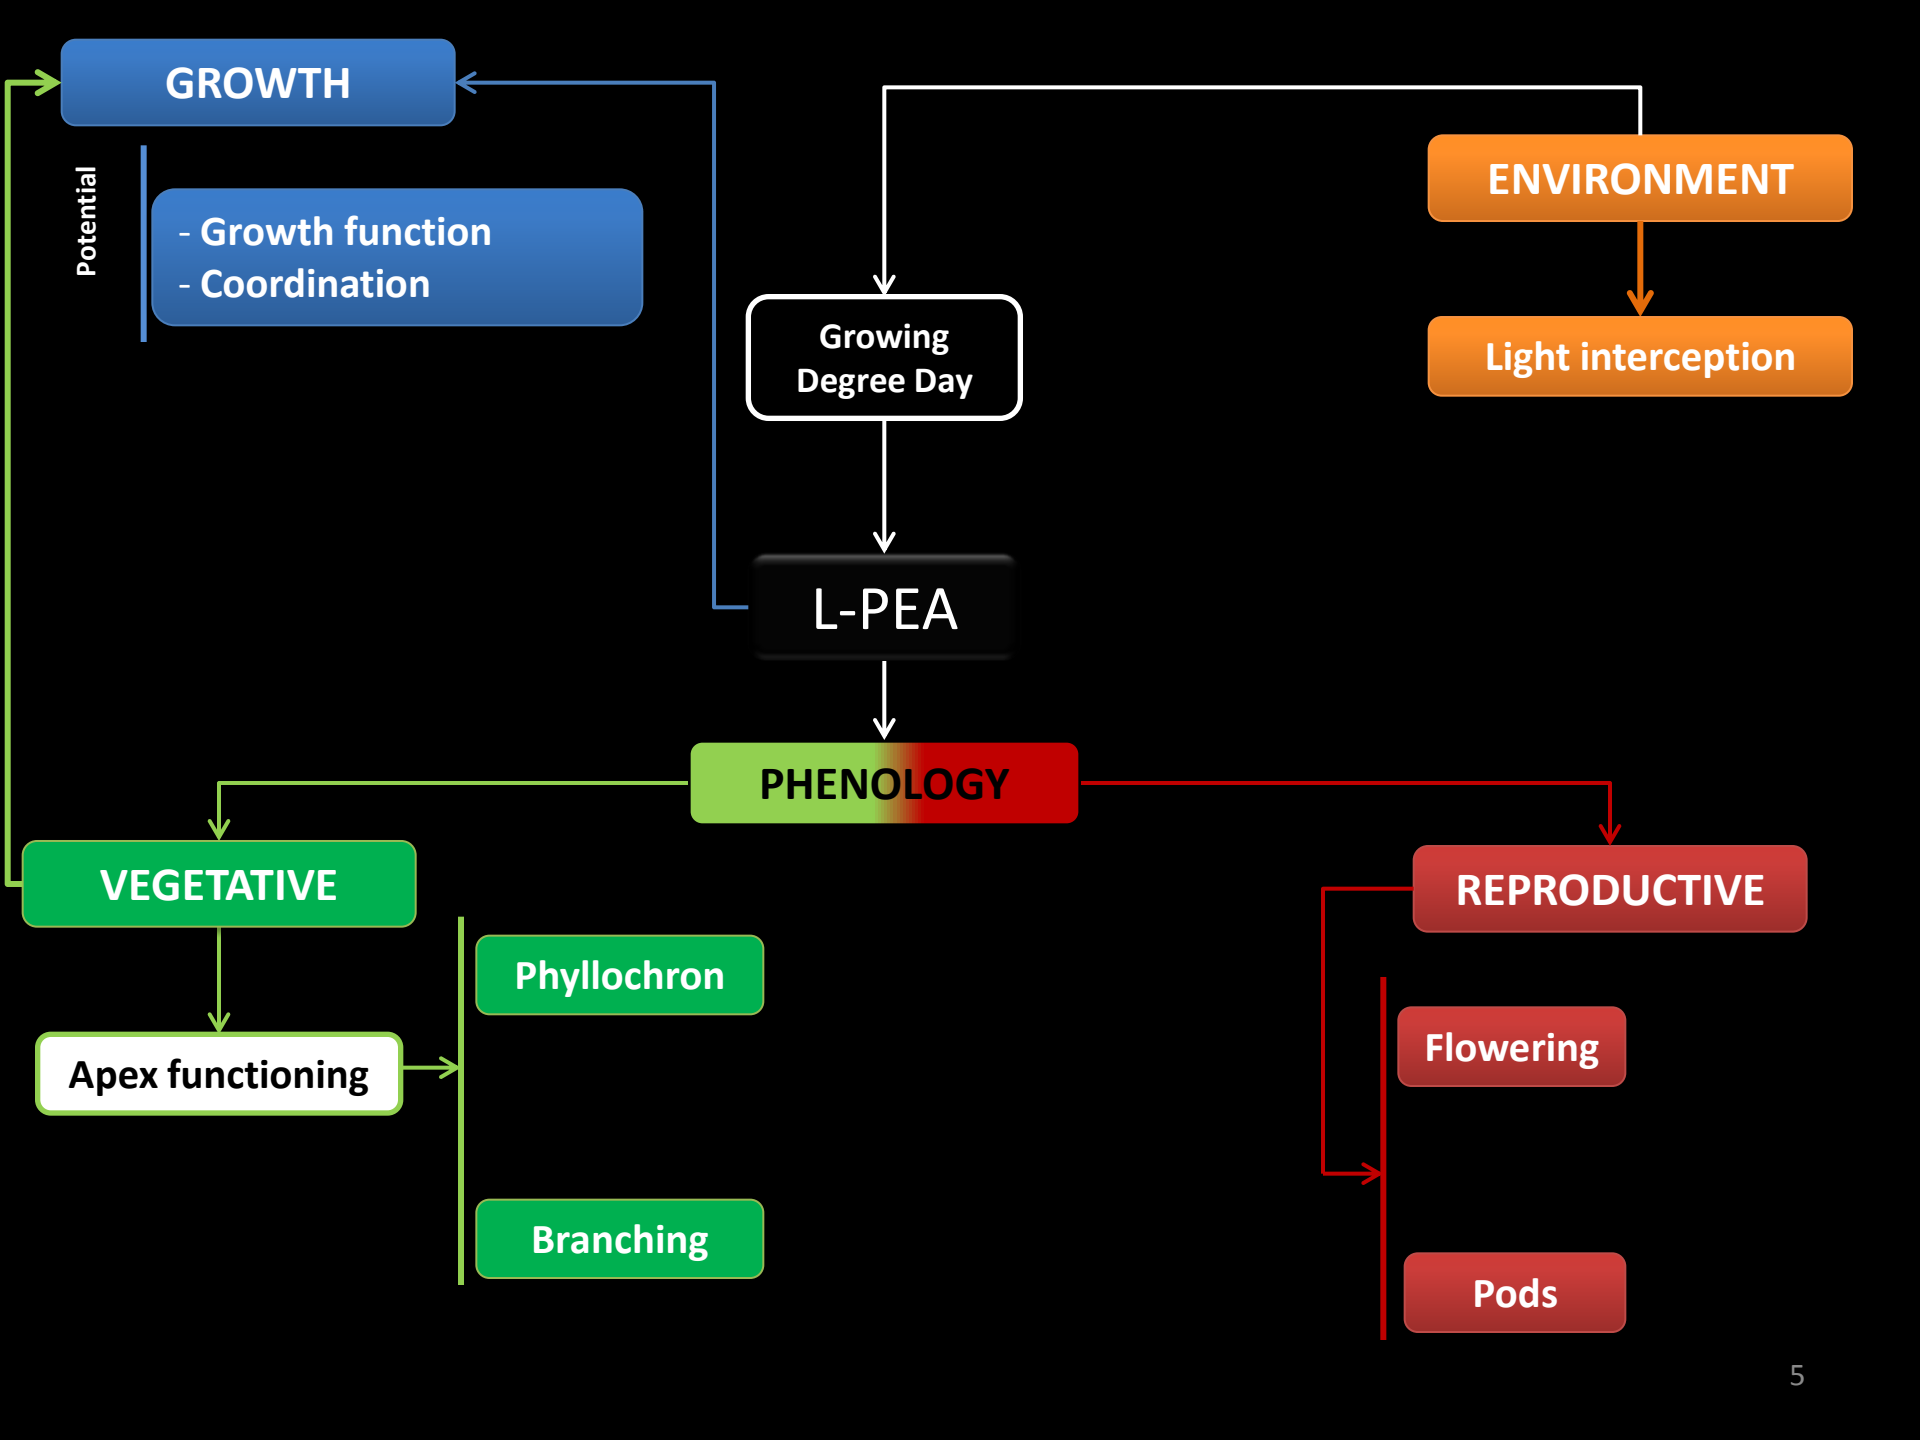 GROWTH
Potential
- Growth function
- Coordination
ENVIRONMENT
Light interception
Growing
Degree Day
L-PEA
PHENOLOGY
VEGETATIVE
Apex functioning
Phyllochron
Branching
REPRODUCTIVE
Flowering
Pods
5